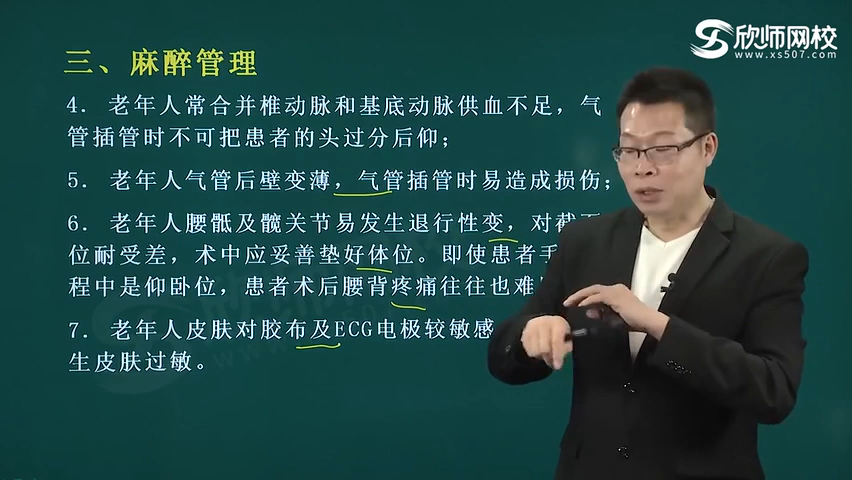 欣师网校
www.xs507.com
三、麻醉管理
4. 老年人常合并椎动脉和基底动脉供血不足，气
管插管时不可把患者的头过分后仰；
5. 老年人气管后壁变薄，气管插管时易造成损伤；
6. 老年人腰骶及髋关节易发生退行性变，对截
位耐受差，术中应妥善垫好体位。即使患者手
程中是仰卧位，患者术后腰背疼痛往往也难
7. 老年人皮肤对胶布及ECG电极较敏感
生皮肤过敏。